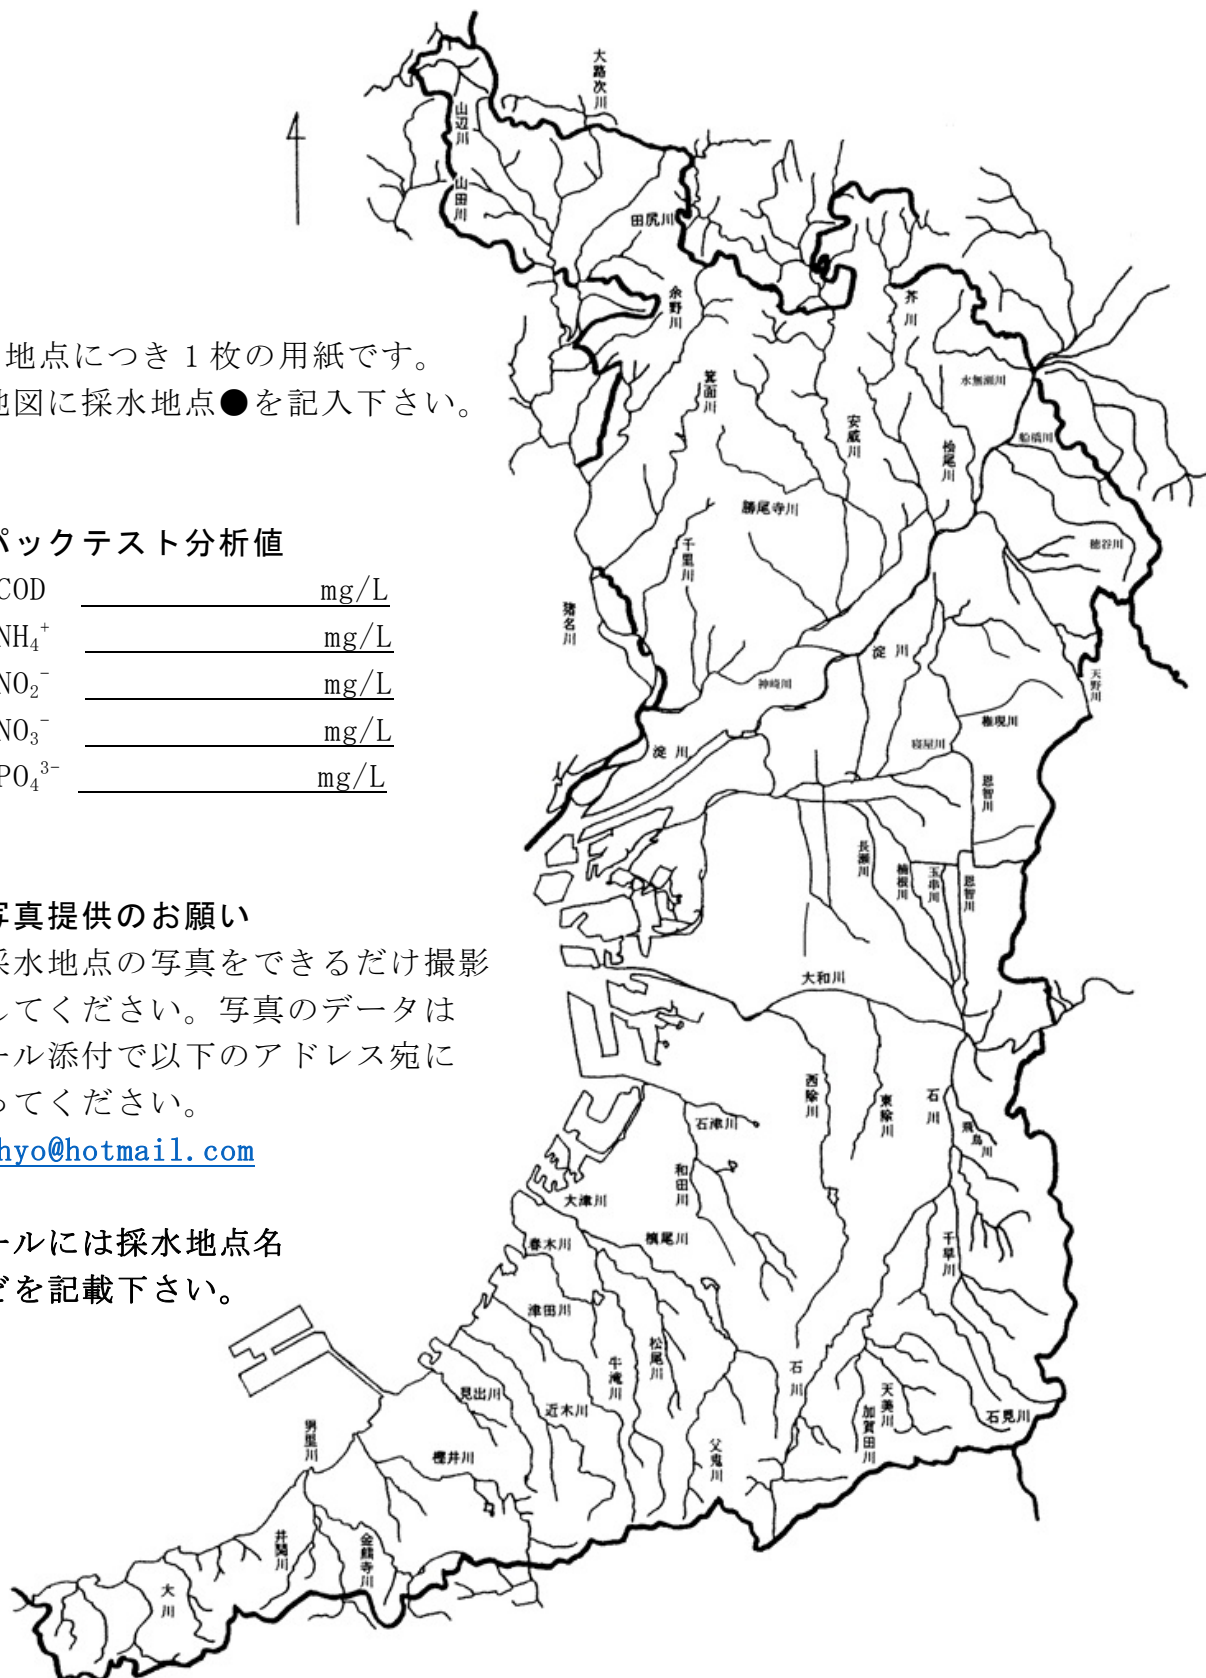 地点につき 1 枚の用紙です。
地図に採水地点●を記入下さい。
パックテスト分析値
COD mg/L
NH₄⁺ mg/L
NO₂⁻ mg/L
NO₃⁻ mg/L
PO₄³⁻ mg/L
写真提供のお願い
採水地点の写真をできるだけ撮影
してください。写真のデータは
ール添付で以下のアドレス宛に
ってください。
hyo@hotmail.com
ールには採水地点名
どを記載下さい。
大路次川
山辺川
山田川
田尻川
余野川
芥川
水無瀬川
箕面川
安威川
船橋川
桧尾川
勝尾寺川
穂谷川
千里川
猪名川
淀川
神崎川
天野川
権現川
寝屋川
淀川
恩智川
長瀬川
楠根川
玉串川
恩智川
大和川
西除川
東除川
石川
飛鳥川
石津川
和田川
大津川
春木川
槇尾川
千早川
津田川
松尾川
牛滝川
石川
見出川
近木川
天美川
加賀田川
石見川
男里川
樫井川
父鬼川
井関川
金熊寺川
大川